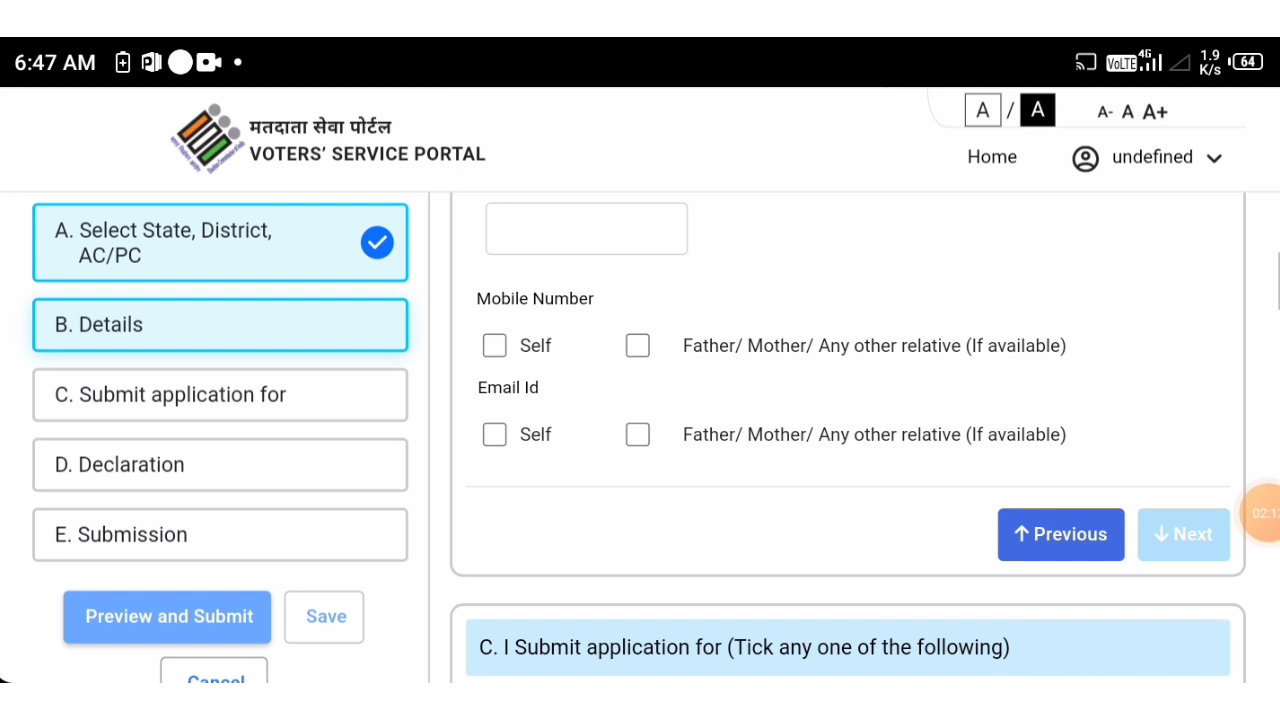 6:47 AM
VoLTE 4G 1.9 K/s 64
मतदाता सेवा पोर्टल
VOTERS' SERVICE PORTAL
A / A A- A A+
Home undefined
A. Select State, District,
AC/PC
B. Details
C. Submit application for
D. Declaration
E. Submission
Preview and Submit Save
Cancel
Mobile Number
Self Father/ Mother/ Any other relative (If available)
Email Id
Self Father/ Mother/ Any other relative (If available)
Previous Next
C. I Submit application for (Tick any one of the following)